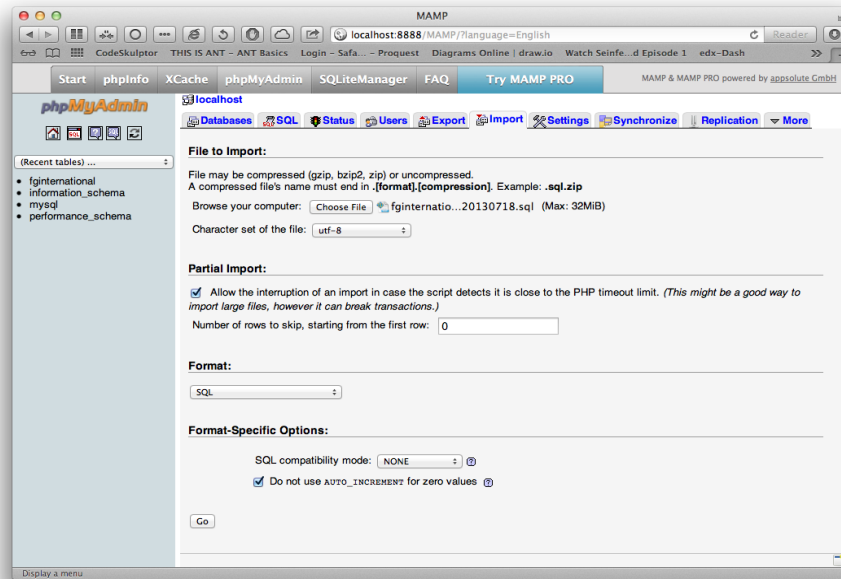 MAMP
localhost:8888/MAMP/?language=English
Reader
CodeSkulptor THIS IS ANT - ANT Basics Login - Safa... - Proquest Diagrams Online | draw.io Watch Seinfe...d Episode 1 edx-Dash
Start phpInfo XCache phpMyAdmin SQLiteManager FAQ Try MAMP PRO MAMP & MAMP PRO powered by appsolute GmbH
phpMyAdmin
SQL
(Recent tables) ...
fginternational
information_schema
mysql
performance_schema
localhost
Databases SQL Status Users Export Import Settings Synchronize Replication More
File to Import:
File may be compressed (gzip, bzip2, zip) or uncompressed.
A compressed file's name must end in .[format].[compression]. Example: .sql.zip
Browse your computer: Choose File fginternatio...20130718.sql (Max: 32MiB)
Character set of the file: utf-8
Partial Import:
Allow the interruption of an import in case the script detects it is close to the PHP timeout limit. (This might be a good way to
import large files, however it can break transactions.)
Number of rows to skip, starting from the first row: 0
Format:
SQL
Format-Specific Options:
SQL compatibility mode: NONE
Do not use AUTO_INCREMENT for zero values
Go
Display a menu